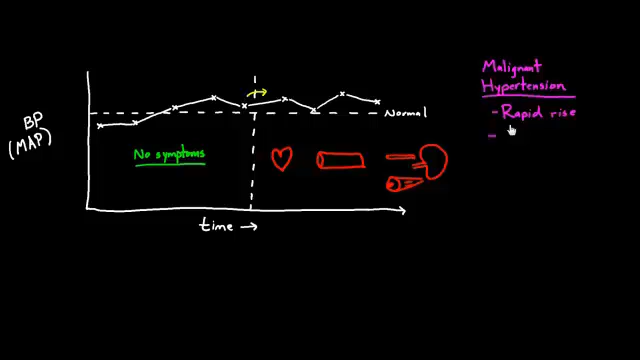 BP
(MAP)
No symptoms
Normal
time →
Malignant
Hypertension
- Rapid rise
-